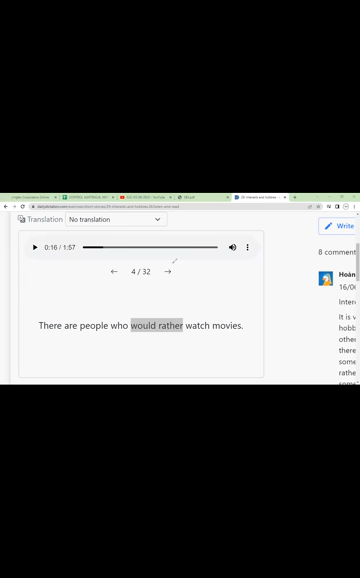 Translation No translation
Write
0:16 / 1:57
8 comment
← 4 / 32 →
Hoàn
16/0
Inter
It is v
hobb
There are people who would rather watch movies.
other
there
some
rathe